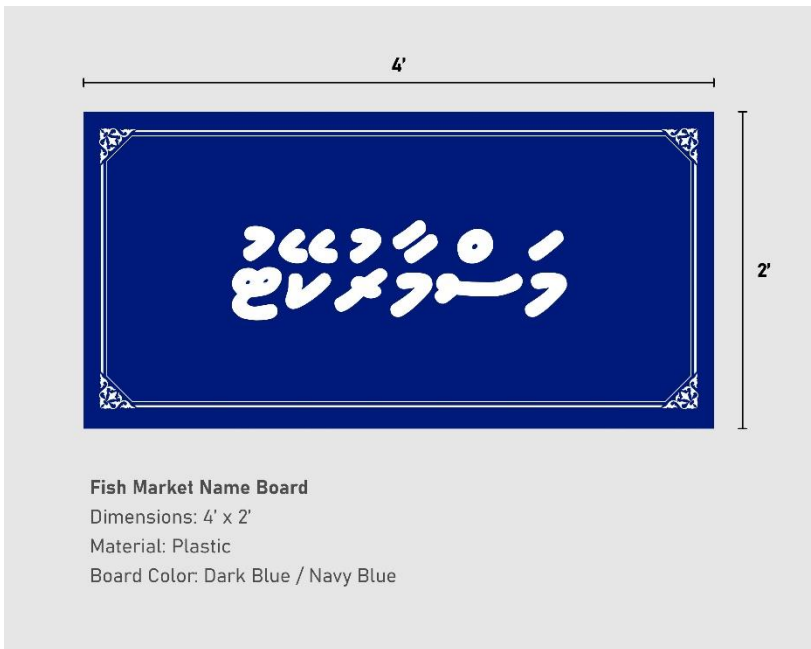 4’
މަސްމާރުކޭޓު
2’
Fish Market Name Board
Dimensions: 4’ x 2’
Material: Plastic
Board Color: Dark Blue / Navy Blue